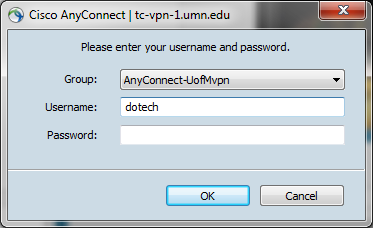 Cisco AnyConnect | tc-vpn-1.umn.edu
Please enter your username and password.
Group: AnyConnect-UofMvpn
Username: dotech
Password:
OK Cancel